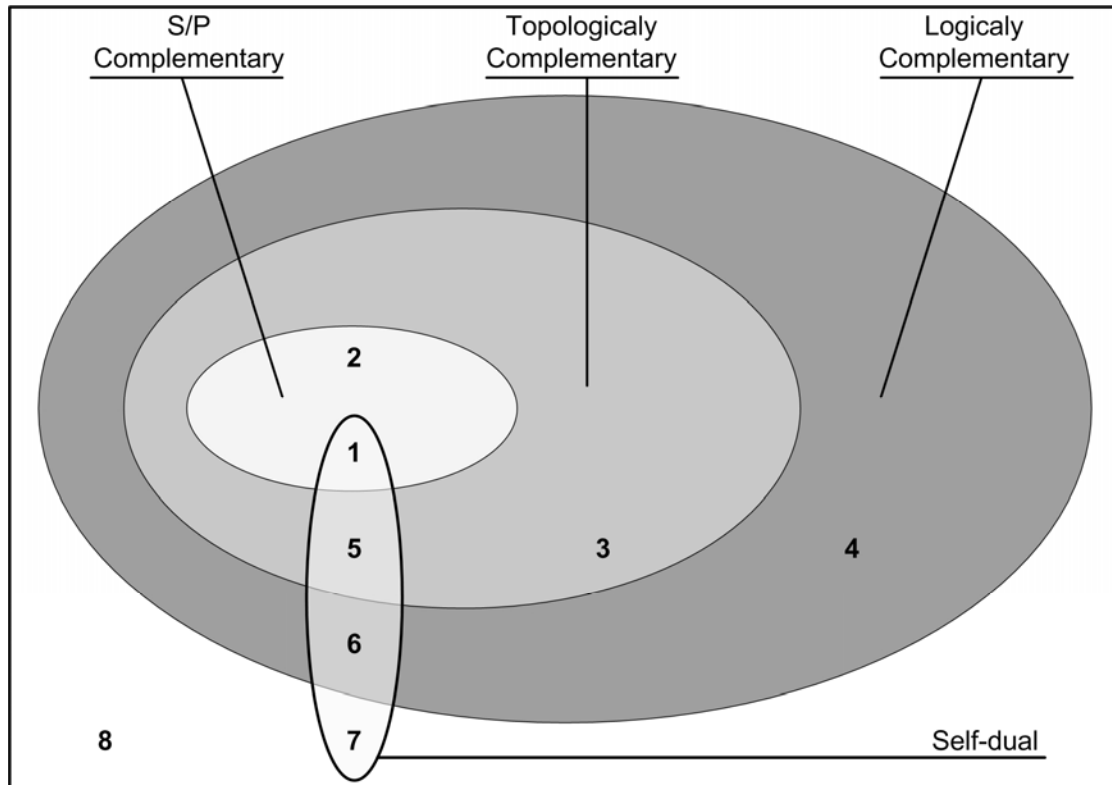 S/P
Complementary
Topologicaly
Complementary
Logicaly
Complementary
2
1
5
3
4
6
8
7
Self-dual